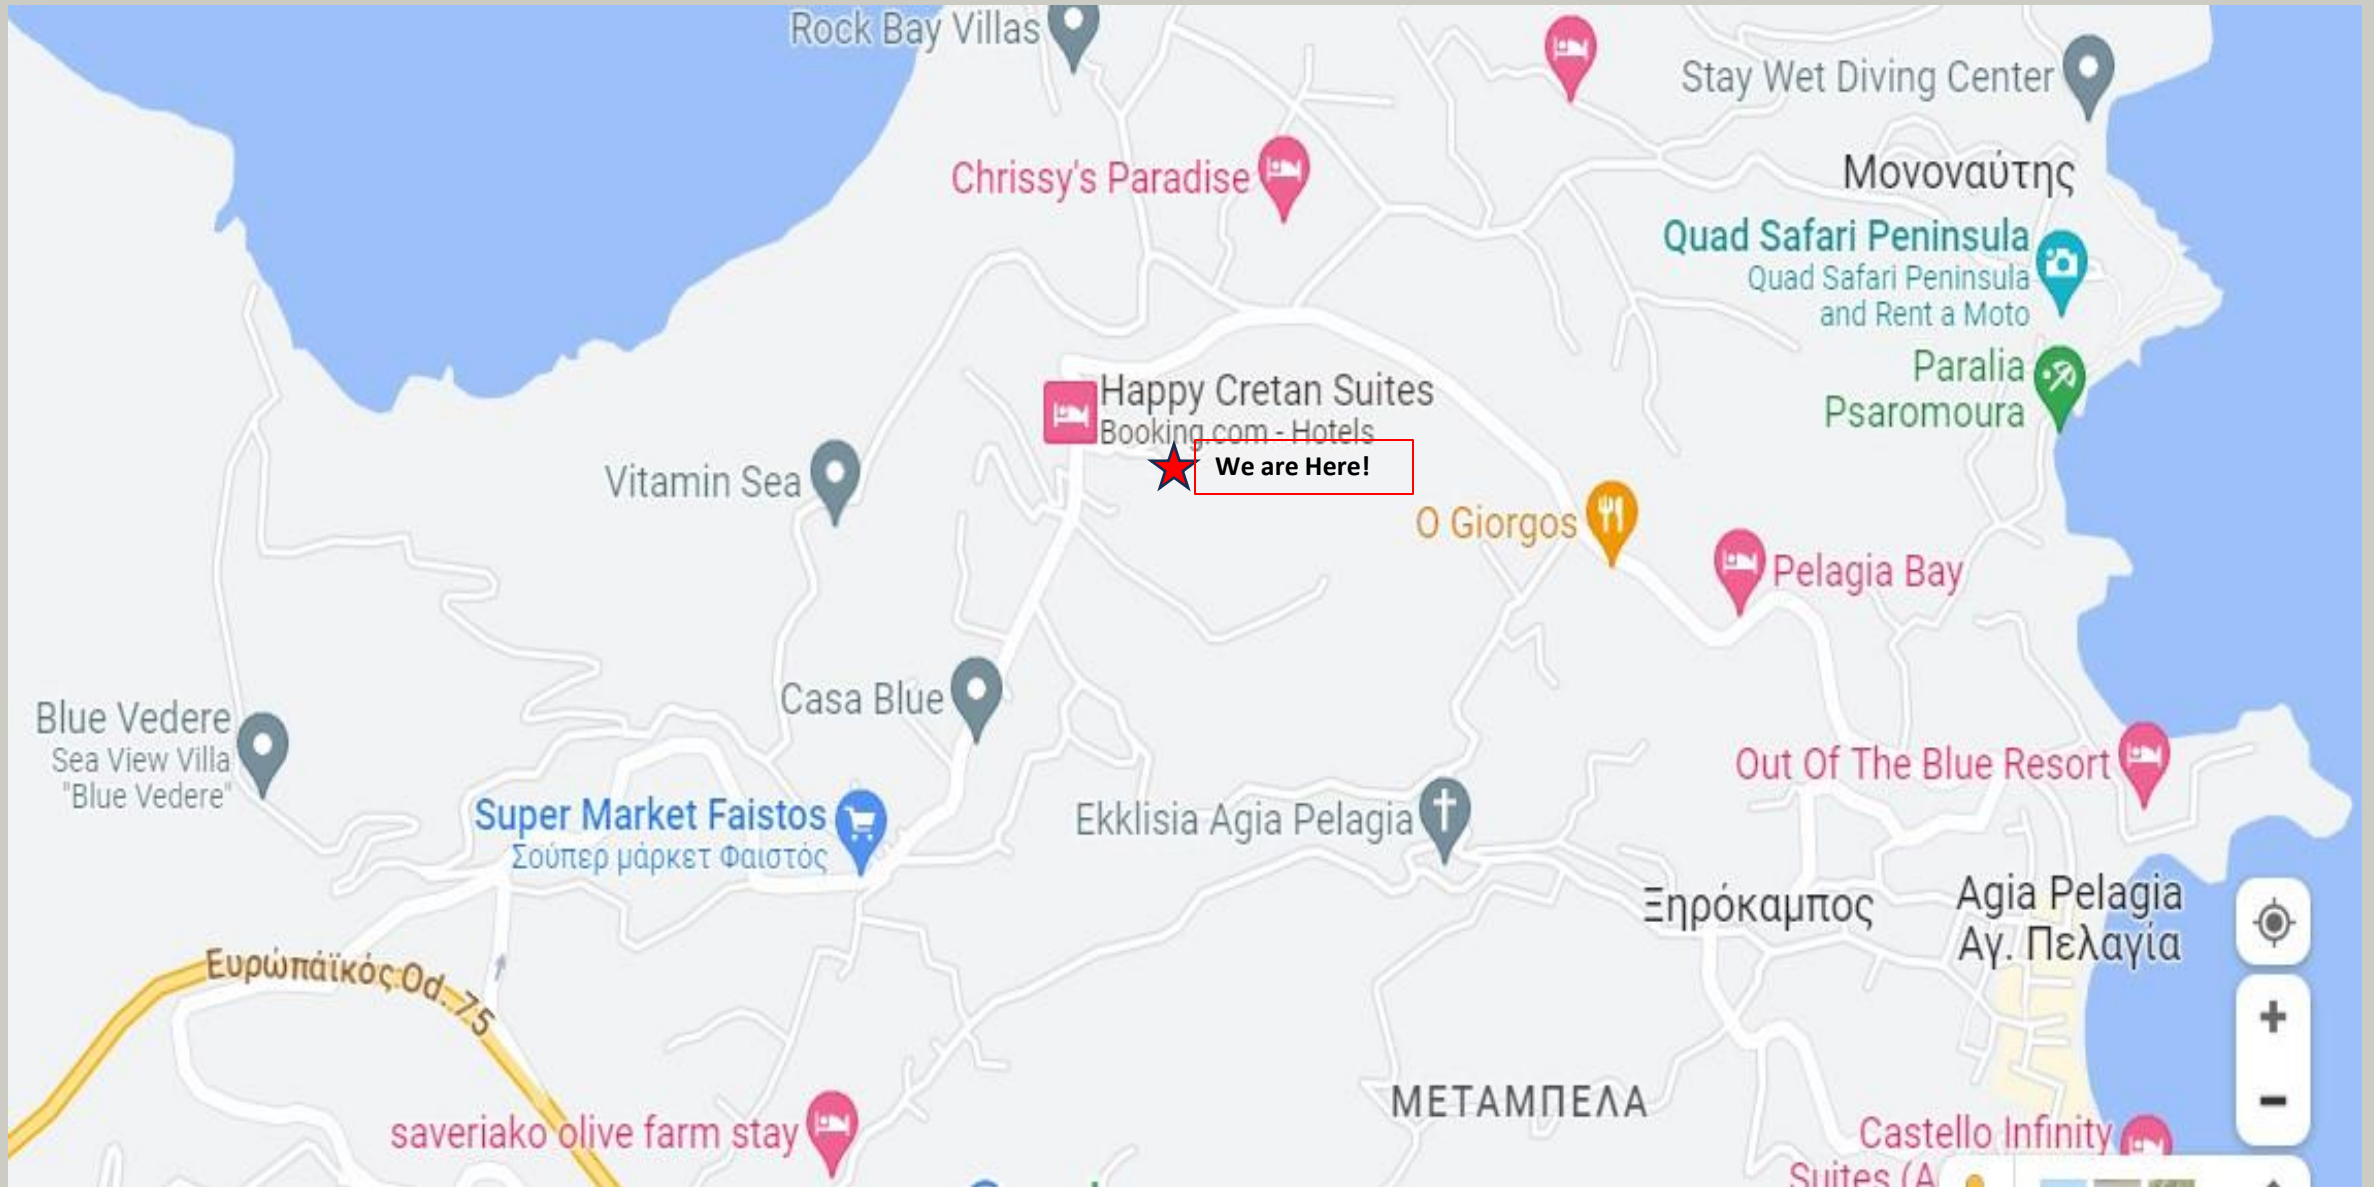 Rock Bay Villas
Stay Wet Diving Center
Μονοναύτης
Chrissy's Paradise
Quad Safari Peninsula
Quad Safari Peninsula
and Rent a Moto
Paralia
Psaromoura
Happy Cretan Suites
Booking.com - Hotels
We are Here!
Vitamin Sea
O Giorgos
Pelagia Bay
Casa Blue
Blue Vedere
Sea View Villa
"Blue Vedere"
Out Of The Blue Resort
Super Market Faistos
Σούπερ μάρκετ Φαιστός
Ekklisia Agia Pelagia
Ξηρόκαμπος
Agia Pelagia
Αγ. Πελαγία
Ευρωπαϊκός Od. 75
ΜΕΤΑΜΠΕΛΑ
saveriako olive farm stay
Castello Infinity
Suites (A